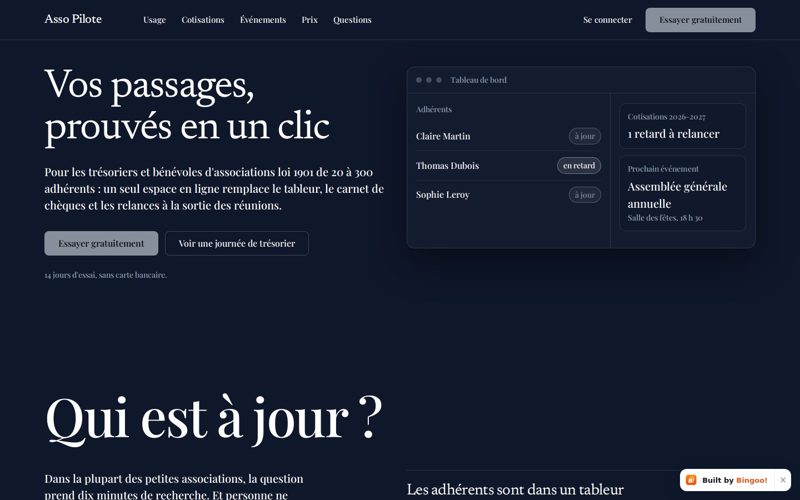 Asso Pilote
Usage
Cotisations
Événements
Prix
Questions
Se connecter
Essayer gratuitement
Vos passages,
prouvés en un clic
Pour les trésoriers et bénévoles d'associations loi 1901 de 20 à 300
adhérents : un seul espace en ligne remplace le tableur, le carnet de
chèques et les relances à la sortie des réunions.
Essayer gratuitement
Voir une journée de trésorier
14 jours d'essai, sans carte bancaire.
Tableau de bord
Adhérents
Claire Martin
à jour
Thomas Dubois
en retard
Sophie Leroy
à jour
Cotisations 2026-2027
1 retard à relancer
Prochain événement
Assemblée générale
annuelle
Salle des fêtes, 18 h 30
Qui est à jour ?
Dans la plupart des petites associations, la question
prend dix minutes de recherche. Et personne ne
Les adhérents sont dans un tableur
Built by Bingoo!
×